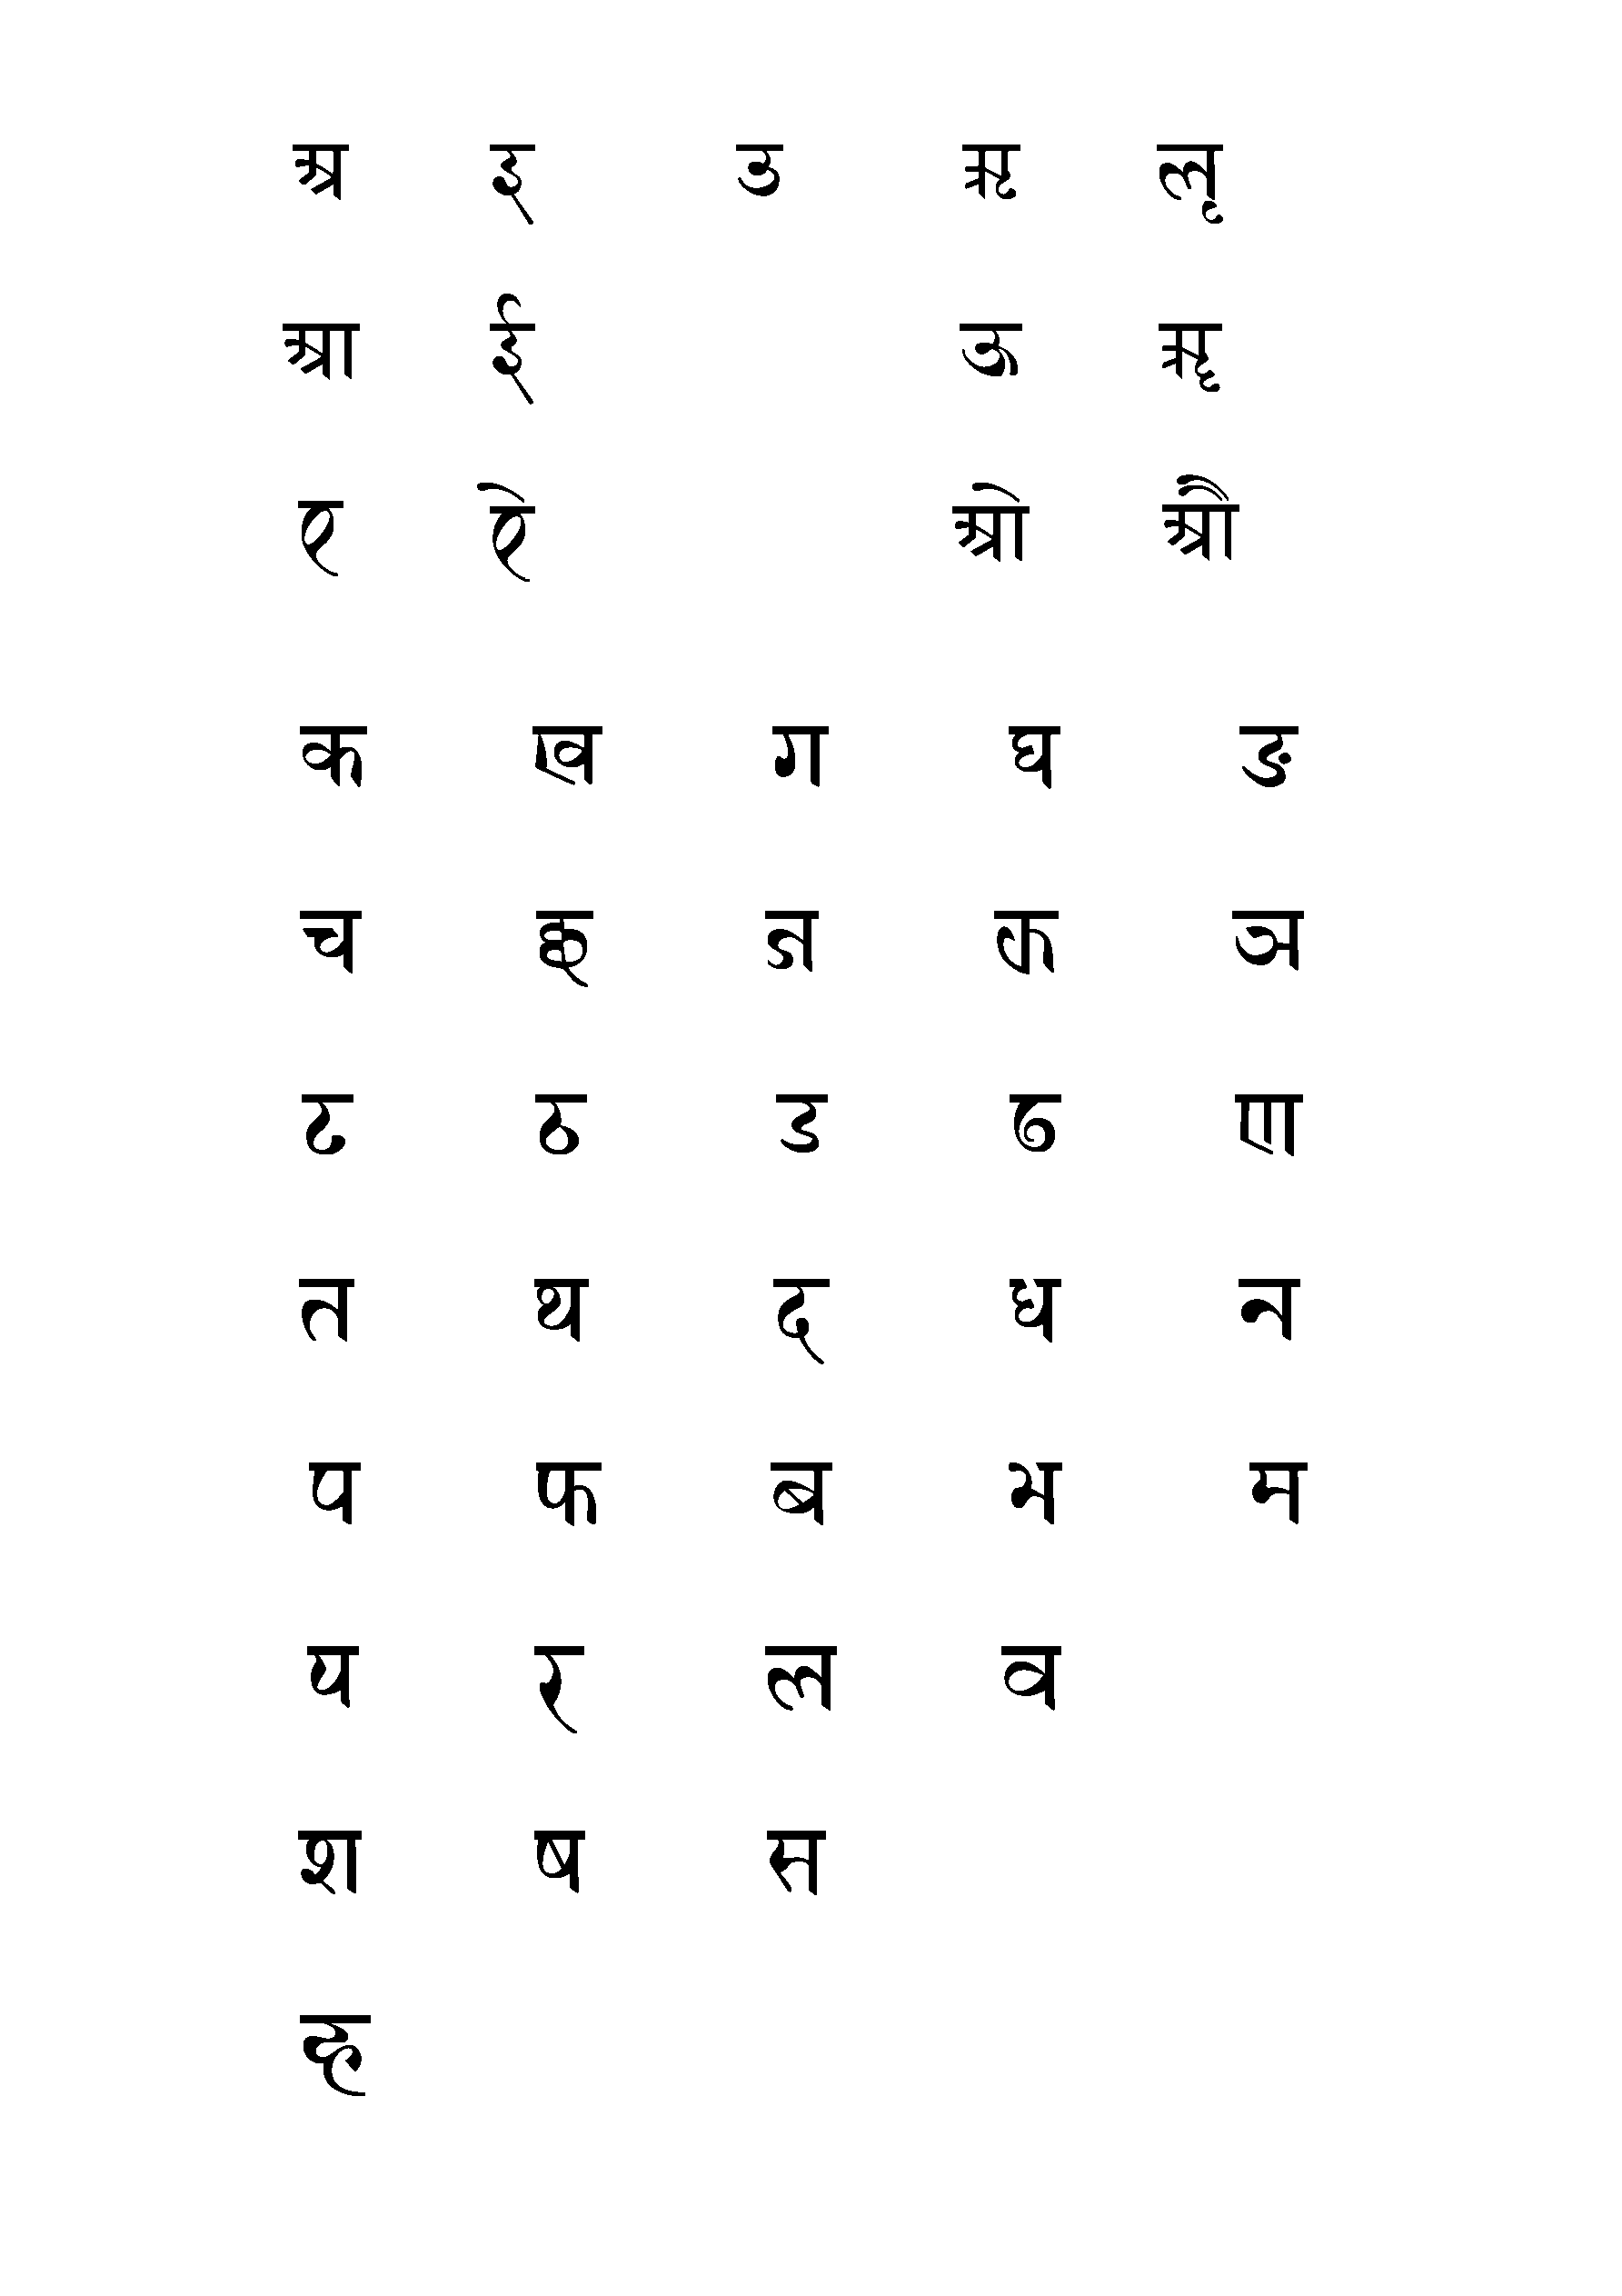 अ इ उ ऋ ऌ
आ ई ऊ ॠ
ए ऐ ओ औ
क ख ग घ ङ
च छ ज झ ञ
ट ठ ड ढ ण
त थ द ध न
प फ ब भ म
य र ल व
श ष स
ह